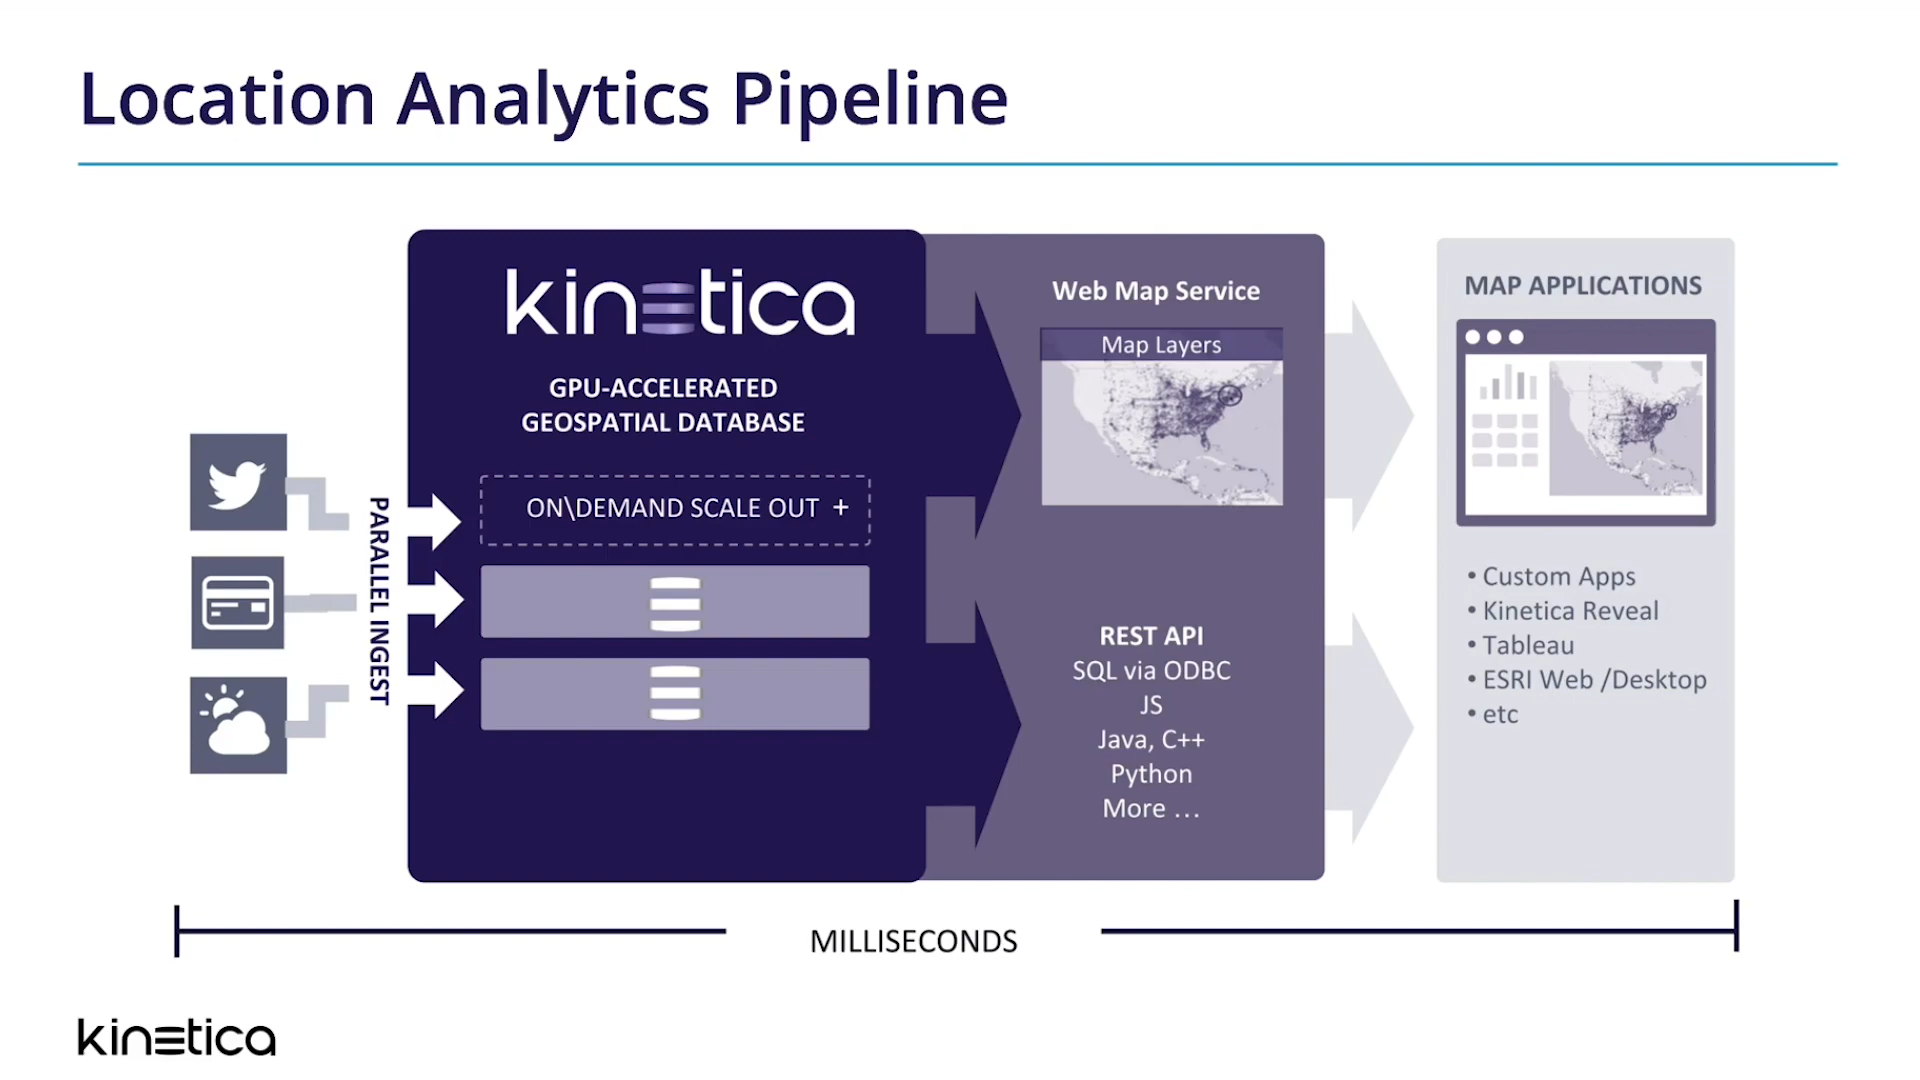 Location Analytics Pipeline
PARALLEL INGEST
kinetica
GPU-ACCELERATED
GEOSPATIAL DATABASE
ON\DEMAND SCALE OUT +
Web Map Service
Map Layers
REST API
SQL via ODBC
JS
Java, C++
Python
More ...
MAP APPLICATIONS
• Custom Apps
• Kinetica Reveal
• Tableau
• ESRI Web /Desktop
• etc
MILLISECONDS
kinetica